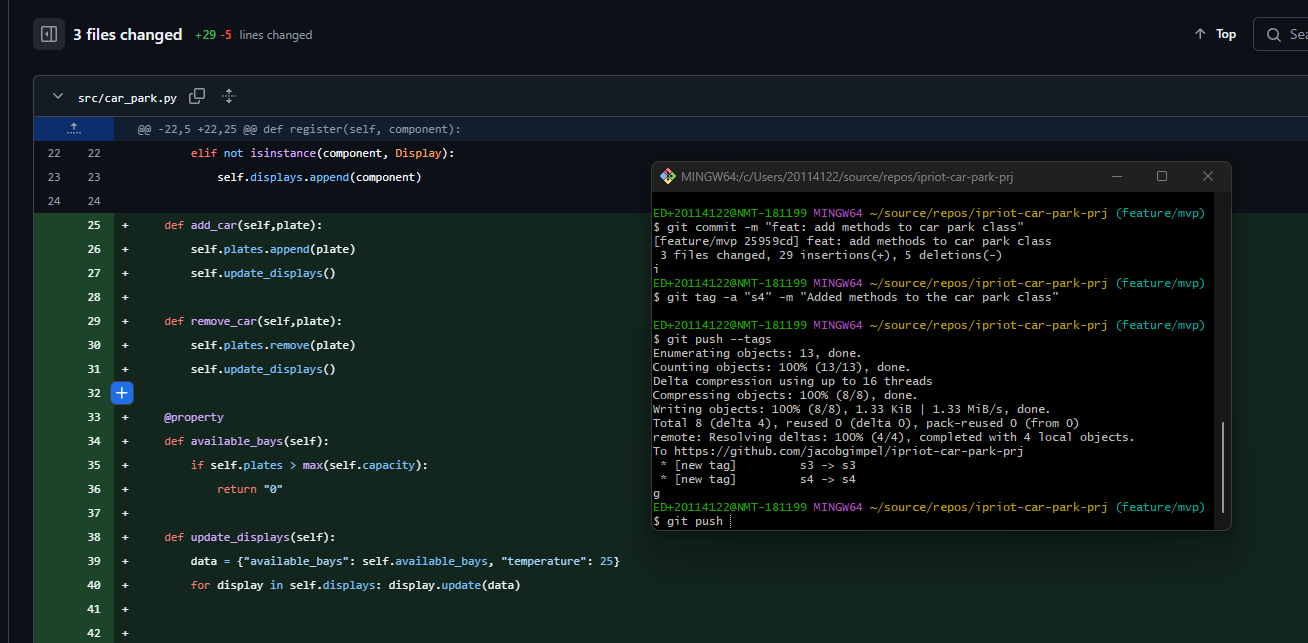 3 files changed +29 -5 lines changed
Top
src/car_park.py
@@ -22,5 +22,25 @@ def register(self, component):
22 22 elif not isinstance(component, Display):
23 23 self.displays.append(component)
24 24
25 + def add_car(self,plate):
26 + self.plates.append(plate)
27 + self.update_displays()
28 +
29 + def remove_car(self,plate):
30 + self.plates.remove(plate)
31 + self.update_displays()
32 +
33 + @property
34 + def available_bays(self):
35 + if self.plates > max(self.capacity):
36 + return "0"
37 +
38 + def update_displays(self):
39 + data = {"available_bays": self.available_bays, "temperature": 25}
40 + for display in self.displays: display.update(data)
41 +
42 +
MINGW64:/c/Users/20114122/source/repos/ipriot-car-park-prj
ED+20114122@NMT-181199 MINGW64 ~/source/repos/ipriot-car-park-prj (feature/mvp)
$ git commit -m "feat: add methods to car park class"
[feature/mvp 25959cd] feat: add methods to car park class
3 files changed, 29 insertions(+), 5 deletions(-)
i
ED+20114122@NMT-181199 MINGW64 ~/source/repos/ipriot-car-park-prj (feature/mvp)
$ git tag -a "s4" -m "Added methods to the car park class"
ED+20114122@NMT-181199 MINGW64 ~/source/repos/ipriot-car-park-prj (feature/mvp)
$ git push --tags
Enumerating objects: 13, done.
Counting objects: 100% (13/13), done.
Delta compression using up to 16 threads
Compressing objects: 100% (8/8), done.
Writing objects: 100% (8/8), 1.33 KiB | 1.33 MiB/s, done.
Total 8 (delta 4), reused 0 (delta 0), pack-reused 0 (from 0)
remote: Resolving deltas: 100% (4/4), completed with 4 local objects.
To https://github.com/jacobgimpel/ipriot-car-park-prj
* [new tag] s3 -> s3
* [new tag] s4 -> s4
g
ED+20114122@NMT-181199 MINGW64 ~/source/repos/ipriot-car-park-prj (feature/mvp)
$ git push